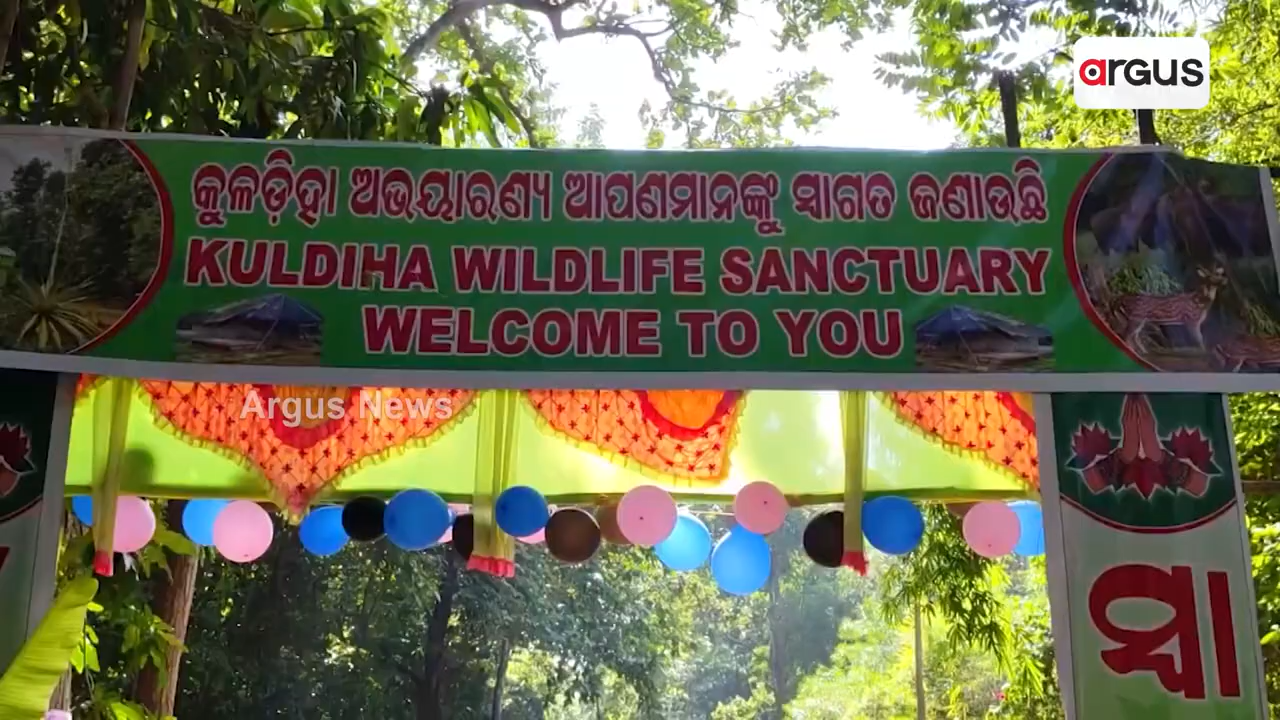 argus
କୁଳଡ଼ିହା ଅଭୟାରଣ୍ୟ ଆପଣମାନଙ୍କୁ ସ୍ବାଗତ ଜଣାଉଛି
KULDIHA WILDLIFE SANCTUARY
WELCOME TO YOU
Argus News
ସ୍ବା